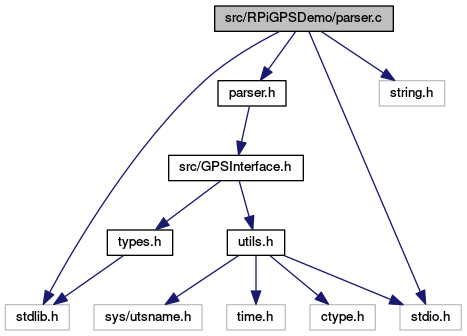 src/RPiGPSDemo/parser.c
parser.h
string.h
src/GPSInterface.h
types.h
utils.h
stdlib.h
sys/utsname.h
time.h
ctype.h
stdio.h